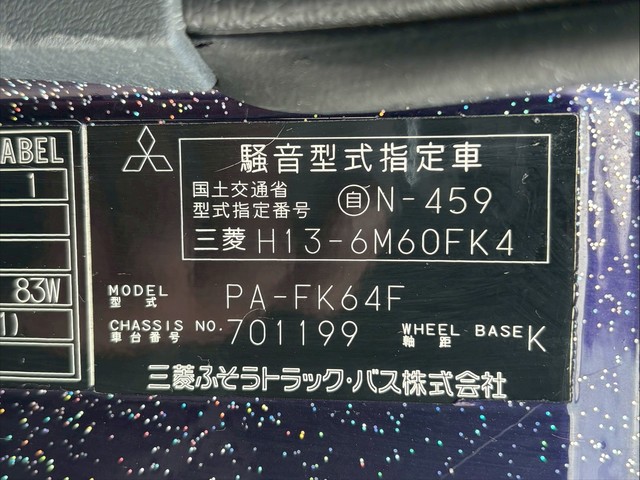 ABEL
1
83W
1)
騒音型式指定車
国土交通省
型式指定番号 自N-459
三菱 H13-6M60FK4
MODEL
型式 PA-FK64F
CHASSIS NO.
車台番号 701199
WHEEL BASE
軸距 K
三菱ふそうトラック・バス株式会社